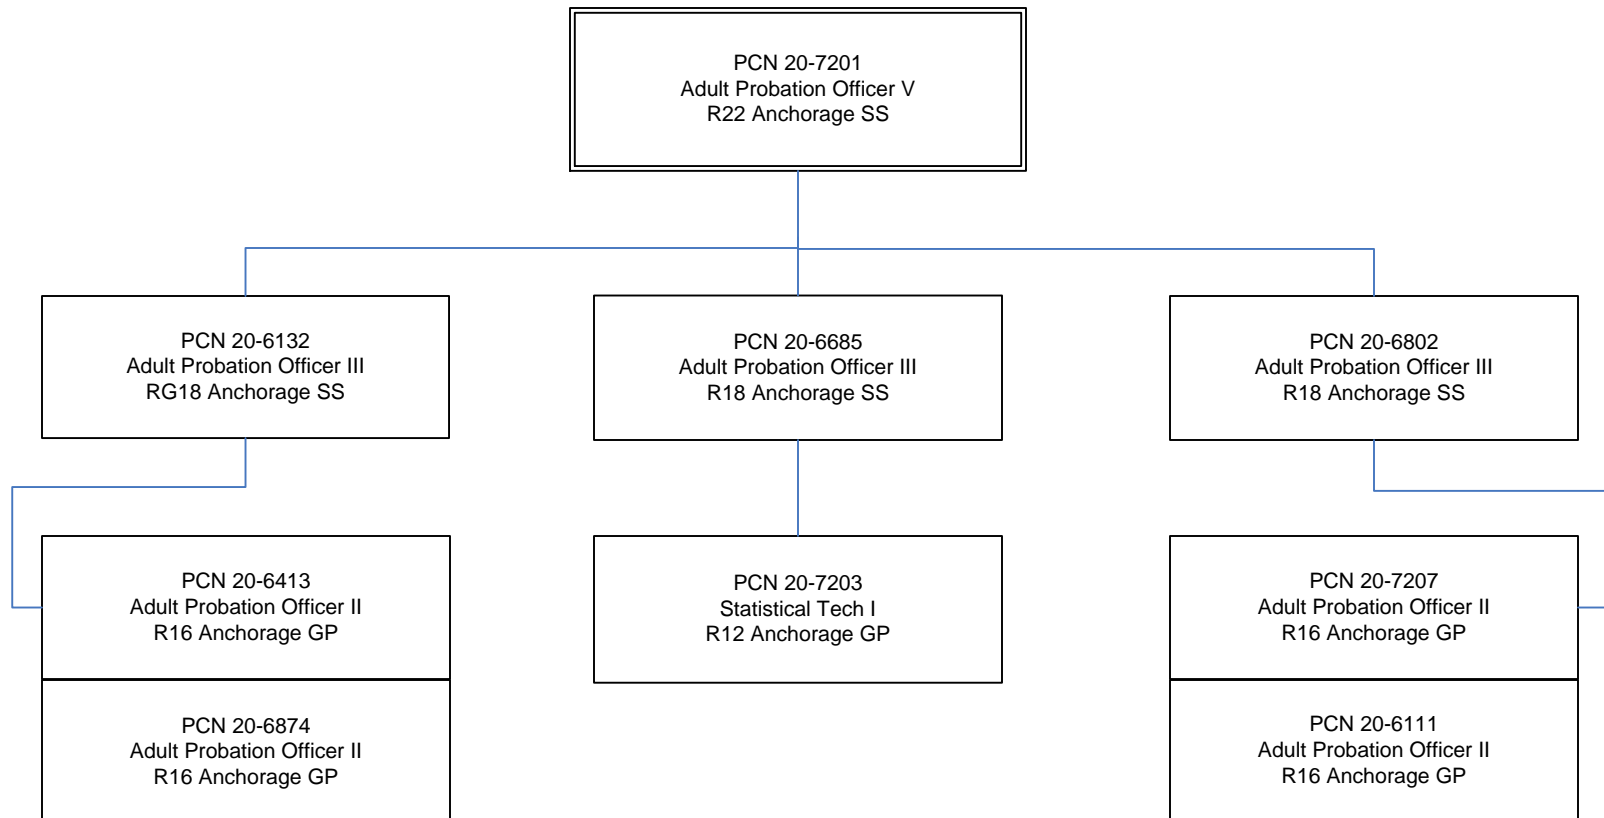 PCN 20-7201
Adult Probation Officer V
R22 Anchorage SS
PCN 20-6132
Adult Probation Officer III
RG18 Anchorage SS
PCN 20-6685
Adult Probation Officer III
R18 Anchorage SS
PCN 20-6802
Adult Probation Officer III
R18 Anchorage SS
PCN 20-6413
Adult Probation Officer II
R16 Anchorage GP
PCN 20-7203
Statistical Tech I
R12 Anchorage GP
PCN 20-7207
Adult Probation Officer II
R16 Anchorage GP
PCN 20-6874
Adult Probation Officer II
R16 Anchorage GP
PCN 20-6111
Adult Probation Officer II
R16 Anchorage GP